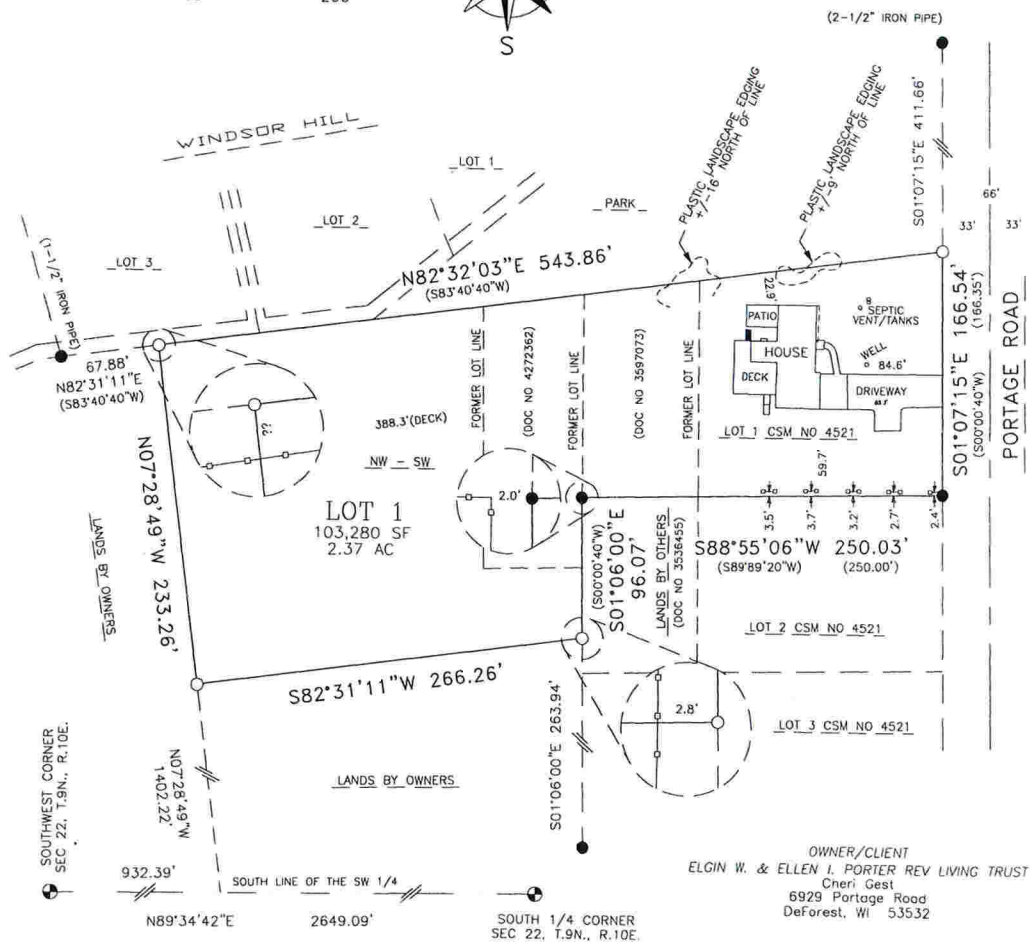 S
(2-1/2" IRON PIPE)
WINDSOR HILL
LOT 1
LOT 2
LOT 3
PARK
PLASTIC LANDSCAPE EDGING
+/-16' NORTH OF LINE
PLASTIC LANDSCAPE EDGING
+/-9' NORTH OF LINE
S01°07'15"E 411.66'
66'
33'
33'
(1-1/2" IRON PIPE)
N82°32'03"E 543.86'
(S83°40'40"W)
67.88'
N82°31'11"E
(S83°40'40"W)
22.9'
PATIO
HOUSE
DECK
8
SEPTIC
VENT/TANKS
WELL
84.6'
DRIVEWAY
S01°07'15"E 166.54'
(S00°00'40"W) (166.35')
PORTAGE ROAD
FORMER LOT LINE
(DOC NO 4272362)
FORMER LOT LINE
(DOC NO 3597073)
FORMER LOT LINE
388.3'(DECK)
NW - SW
LOT 1 CSM NO 4521
59.7'
2.2'
2.0'
LOT 1
103,280 SF
2.37 AC
N07°28'49"W 233.26'
LANDS BY OWNERS
3.5'
3.7'
3.2'
2.7'
2.4'
S88°55'06"W 250.03'
(S89°89'20"W) (250.00')
(S00°00'40"W)
S01°06'00"E
96.07'
LANDS BY OTHERS
(DOC NO 3536455)
LOT 2 CSM NO 4521
S82°31'11"W 266.26'
2.8'
LOT 3 CSM NO 4521
S01°06'00"E 263.94'
LANDS BY OWNERS
N07°28'49"W
1402.22'
SOUTHWEST CORNER
SEC 22, T.9N., R.10E.
932.39'
SOUTH LINE OF THE SW 1/4
N89°34'42"E 2649.09'
SOUTH 1/4 CORNER
SEC 22, T.9N., R.10E.
OWNER/CLIENT
ELGIN W. & ELLEN I. PORTER REV LIVING TRUST
Cheri Gest
6929 Portage Road
DeForest, WI 53532